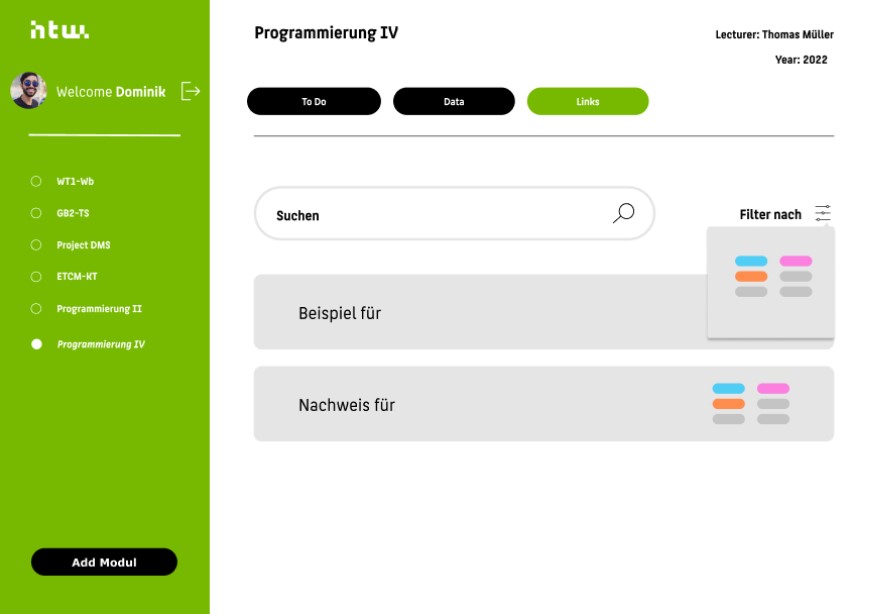 htw.
Welcome Dominik
WT1-Wb
GB2-TS
Project DMS
ETCM-KT
Programmierung II
Programmierung IV
Add Modul
Programmierung IV
Lecturer: Thomas Müller
Year: 2022
To Do
Data
Links
Suchen
Filter nach
Beispiel für
Nachweis für